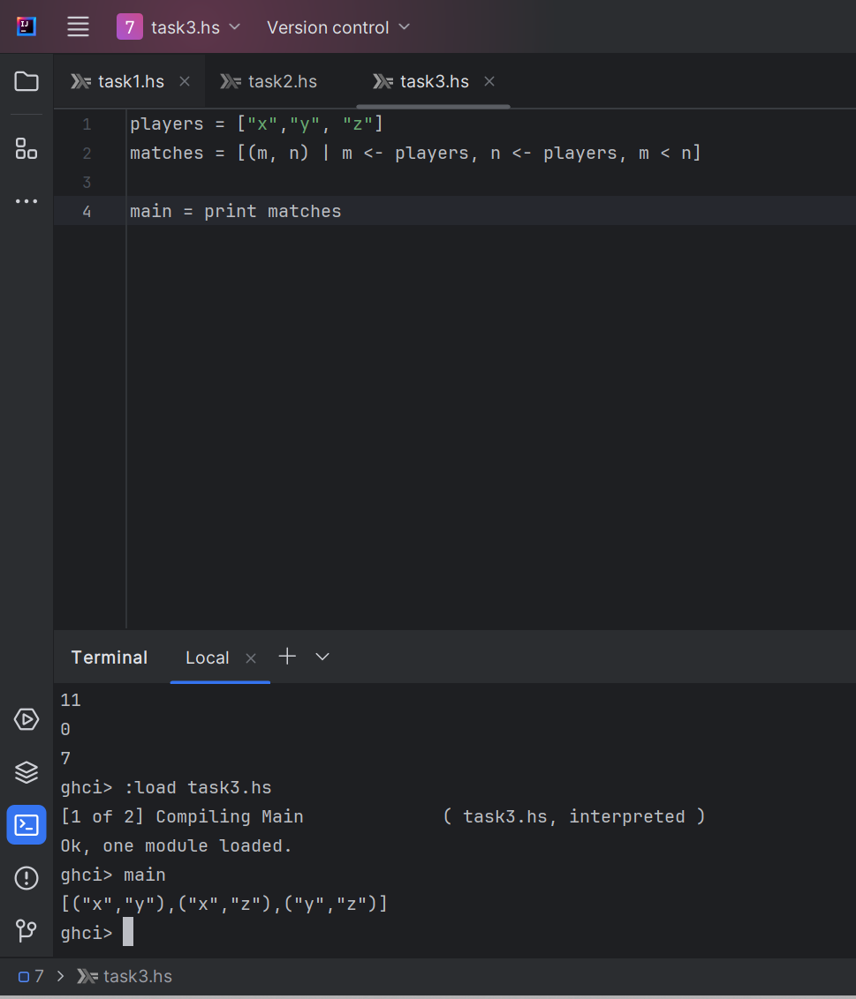 7 task3.hs Version control
task1.hs task2.hs task3.hs
1 players = ["x","y", "z"]
2 matches = [(m, n) | m <- players, n <- players, m < n]
3
4 main = print matches
Terminal Local
11
0
7
ghci> :load task3.hs
[1 of 2] Compiling Main             ( task3.hs, interpreted )
Ok, one module loaded.
ghci> main
[("x","y"),("x","z"),("y","z")]
ghci>
7 > task3.hs